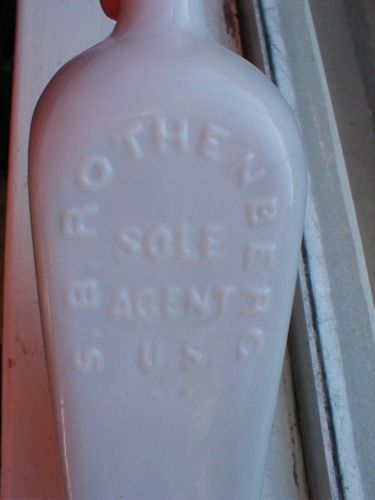 S.B. ROTHENBERG
SOLE
AGENT
U.S.